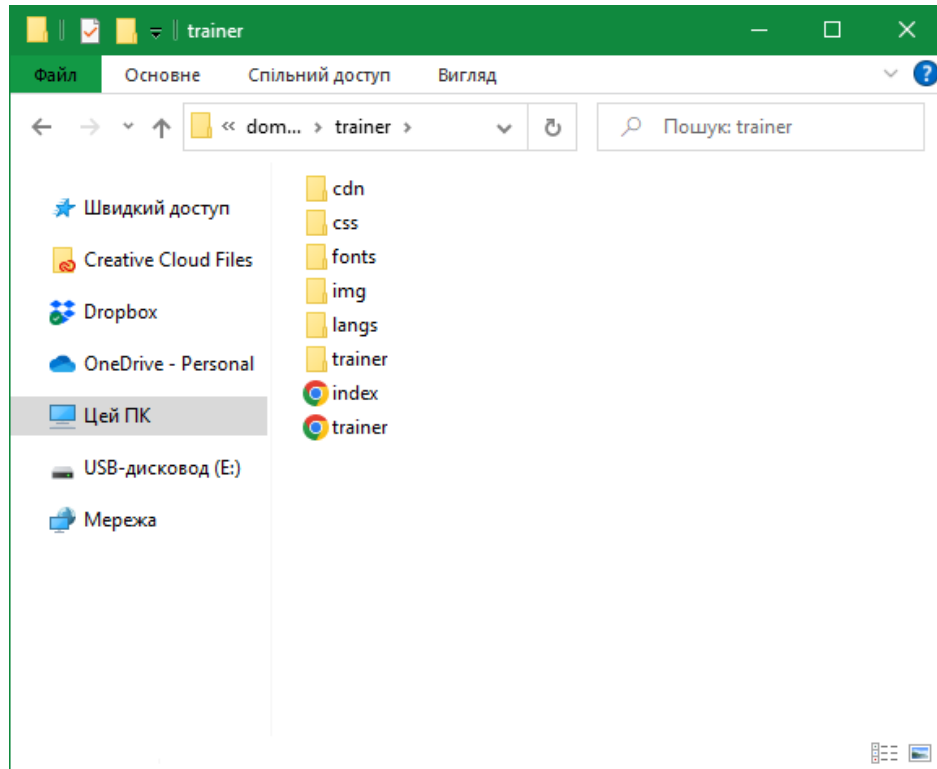 trainer
Файл Основне Спільний доступ Вигляд ?
« dom... › trainer › Пошук: trainer
Швидкий доступ
Creative Cloud Files
Dropbox
OneDrive - Personal
Цей ПК
USB-дисковод (E:)
Мережа
cdn
css
fonts
img
langs
trainer
index
trainer